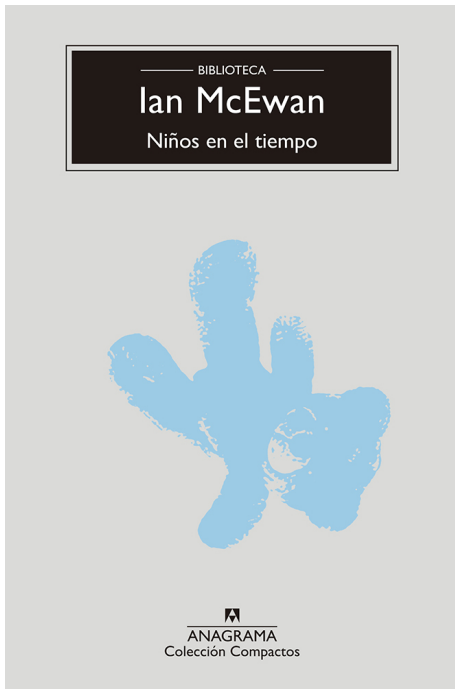 BIBLIOTECA
Ian McEwan
Niños en el tiempo
ANAGRAMA
Colección Compactos